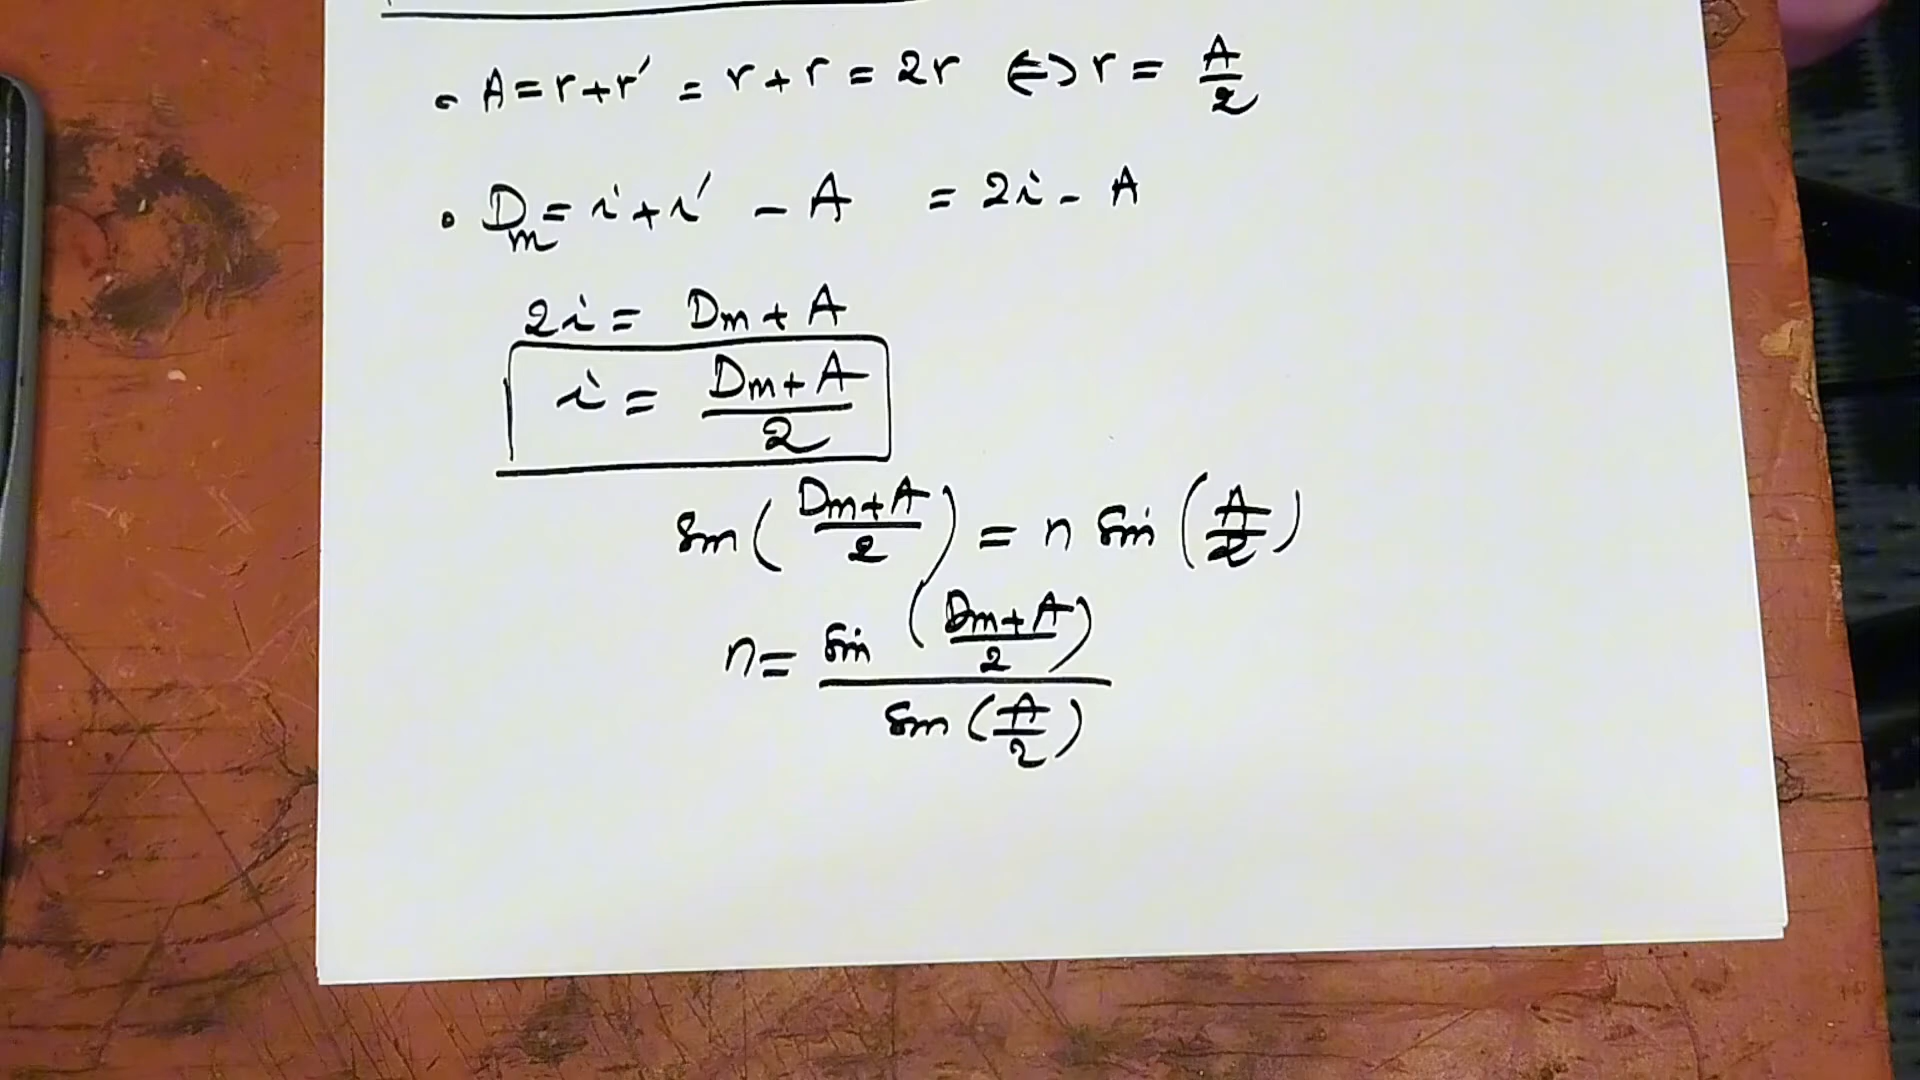 - A = r + r' = r + r = 2r ⇔ r = A/2
• Dm = i + i' - A = 2i - A
2i = Dm + A
i = (Dm + A)/2
sin((Dm + A)/2) = n sin(A/2)
n = sin((Dm + A)/2) / sin(A/2)